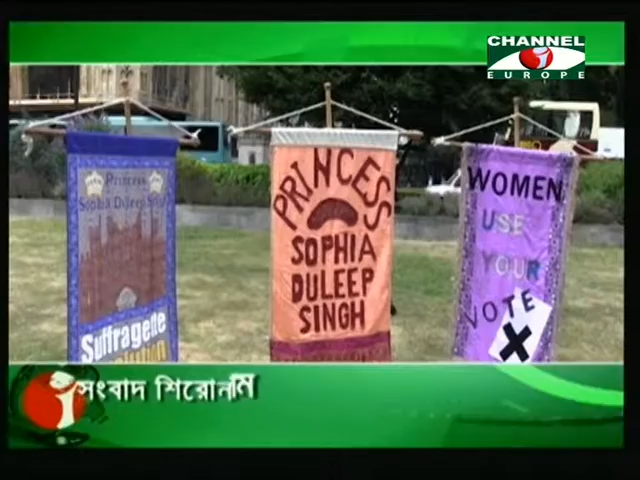 CHANNEL
i
EUROPE
Princess
Sophia Duleep Singh
Suffragette
PRINCESS
SOPHIA
DULEEP
SINGH
WOMEN
USE
YOUR
VOTE
সংবাদ শিরোনাম